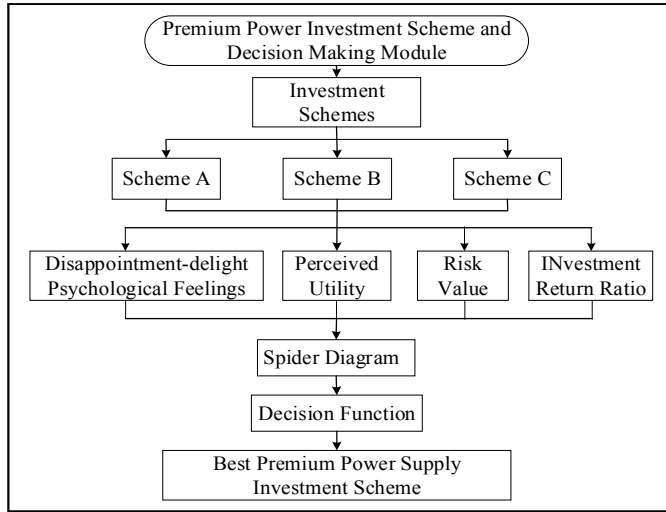 Premium Power Investment Scheme and
Decision Making Module
Investment
Schemes
Scheme A
Scheme B
Scheme C
Disappointment-delight
Psychological Feelings
Perceived
Utility
Risk
Value
INvestment
Return Ratio
Spider Diagram
Decision Function
Best Premium Power Supply
Investment Scheme